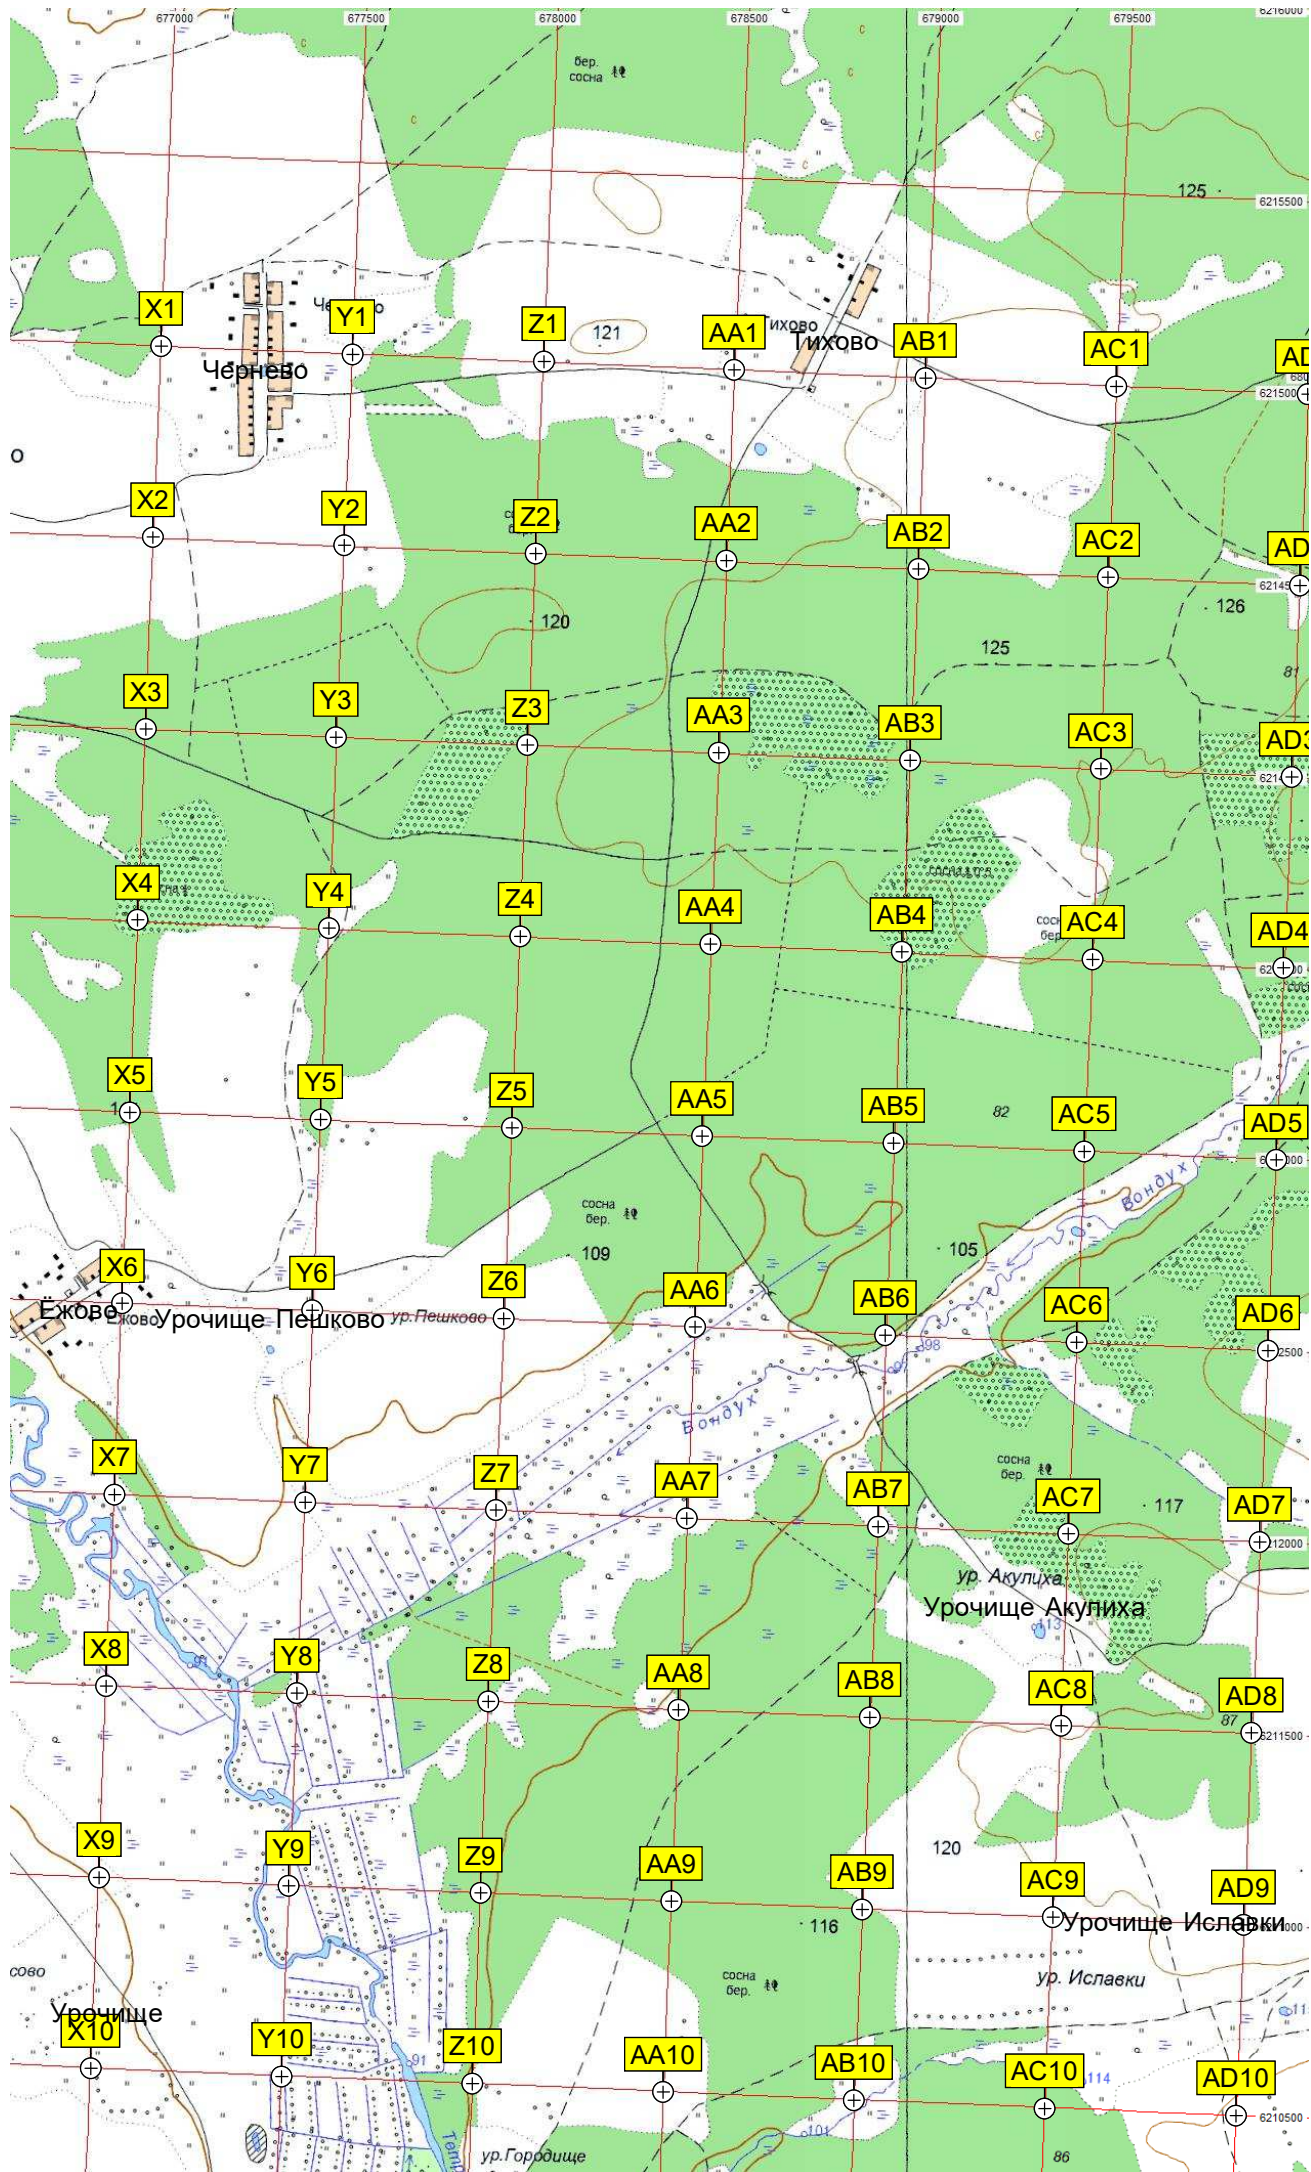 677000 677500 678000 678500 679000 679500 6216000
бер.
сосна
с
с
с
с
с
с
125
6215500
X1 Y1 Z1 121 AA1 Тихово AB1 AC1
Чернево
6215000
о
X2 Y2 Z2 AA2 AB2 AC2
120
126
125
81
X3 Y3 Z3 AA3 AB3 AC3 AD3
X4 Y4 Z4 AA4 AB4 AC4 AD4
X5 Y5 Z5 AA5 AB5 82 AC5 AD5
Вондух
сосна
бер.
109
105
X6 Y6 Z6 AA6 AB6 AC6 AD6
Ёжово Ежово Урочище Пешково ур.Пешково
98
Вондух
X7 Y7 Z7 AA7 AB7 AC7 AD7
сосна
бер.
117
ур. Акулиха
Урочище Акулиха
113
X8 Y8 Z8 AA8 AB8 AC8 AD8
87
6211500
X9 Y9 Z9 AA9 AB9 120 AC9 AD9
116
Урочище Иславки
сово
сосна
бер.
ур. Иславки
Урочище
X10 Y10 Z10 AA10 AB10 AC10 AD10
91
114
6210500
101
ур.Городище
86